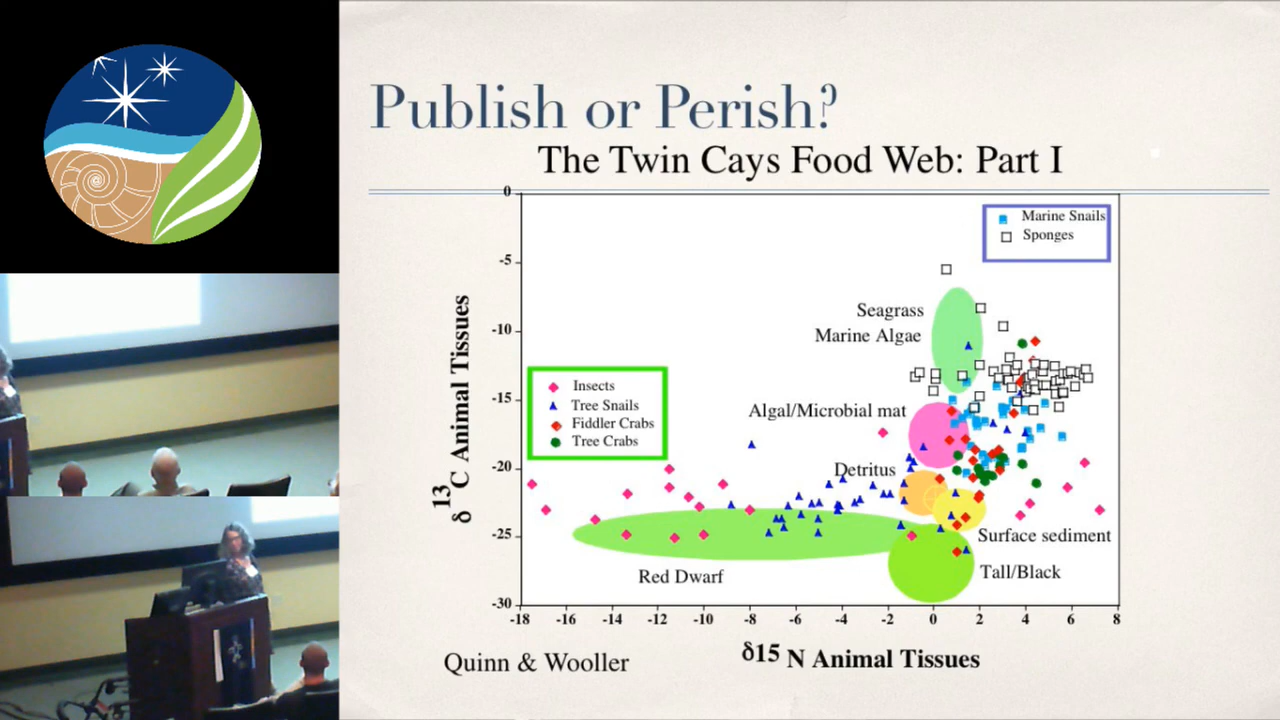 Publish or Perish?
The Twin Cays Food Web: Part I
0
-5
-10
-15
-20
-25
-30
δ 13 C Animal Tissues
Marine Snails
Sponges
Seagrass
Marine Algae
Insects
Tree Snails
Fiddler Crabs
Tree Crabs
Algal/Microbial mat
Detritus
Surface sediment
Red Dwarf
Tall/Black
-18 -16 -14 -12 -10 -8 -6 -4 -2 0 2 4 6 8
δ15 N Animal Tissues
Quinn & Wooller